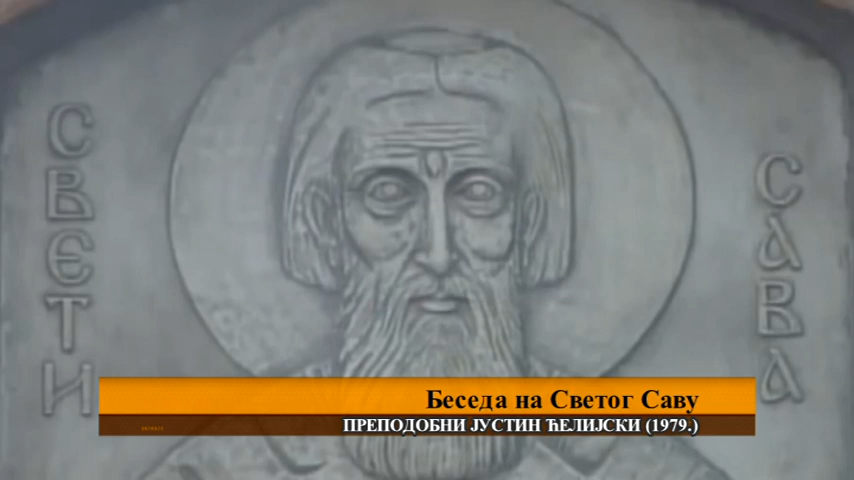 СВЕТИ
САВА
Беседа на Светог Саву
ПРЕПОДОБНИ ЈУСТИН ЋЕЛИЈСКИ (1979.)